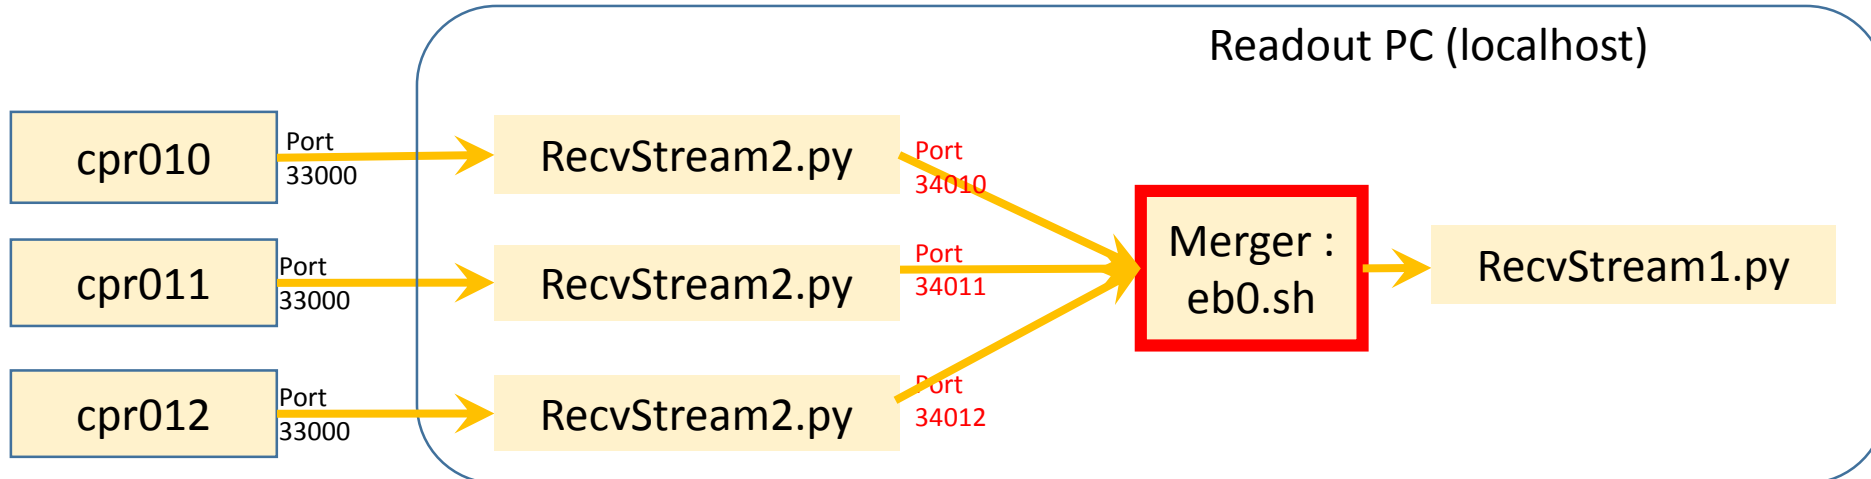 Readout PC (localhost)
cpr010
Port
33000
RecvStream2.py
Port
34010
cpr011
Port
33000
RecvStream2.py
Port
34011
Merger :
eb0.sh
RecvStream1.py
cpr012
Port
33000
RecvStream2.py
Port
34012